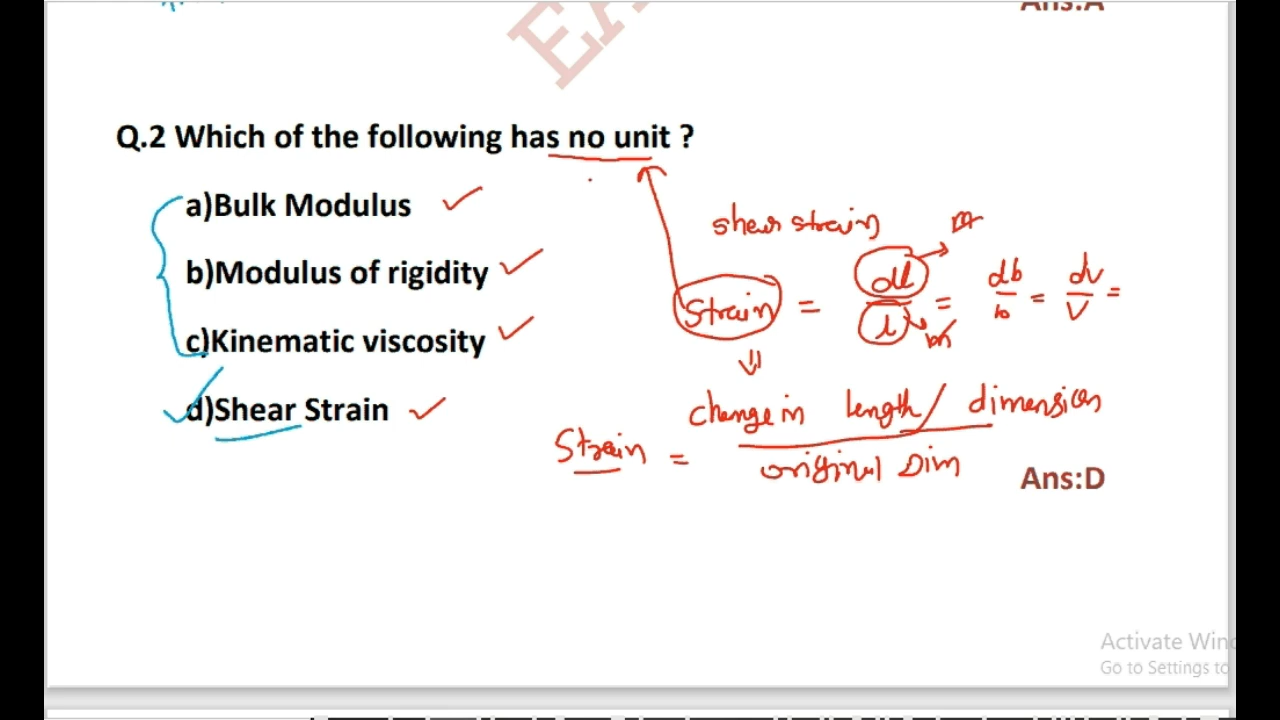 Ans:A
EA
Q.2 Which of the following has no unit ?
a)Bulk Modulus
b)Modulus of rigidity
c)Kinematic viscosity
d)Shear Strain
shear strain
Strain = dl/l = db/b = dv/V =
m
m
⇓
Strain = change in length/dimension
original Dim
Ans:D
Activate Win
Go to Settings to